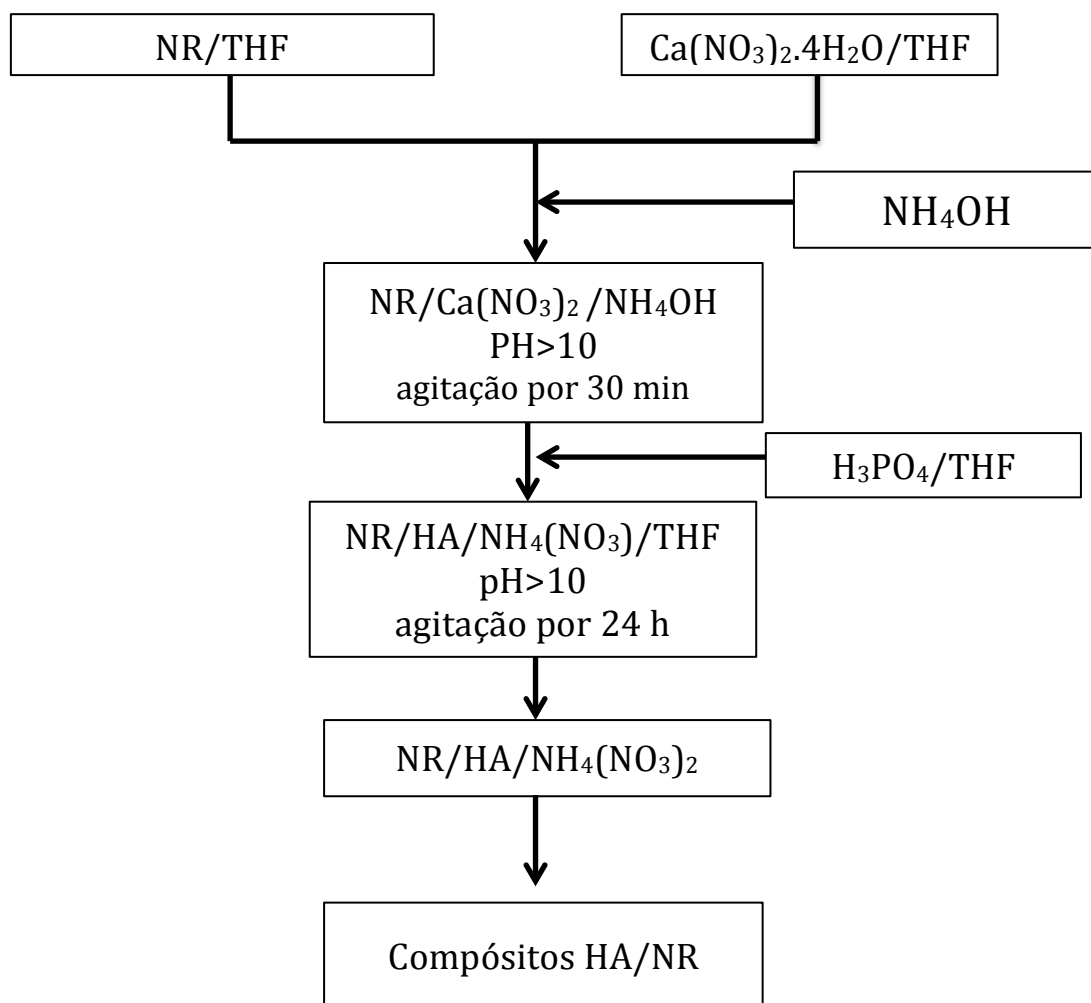 NR/THF
Ca(NO₃)₂.4H₂O/THF
NH₄OH
NR/Ca(NO₃)₂ /NH₄OH
PH>10
agitação por 30 min
H₃PO₄/THF
NR/HA/NH₄(NO₃)/THF
pH>10
agitação por 24 h
NR/HA/NH₄(NO₃)₂
Compósitos HA/NR